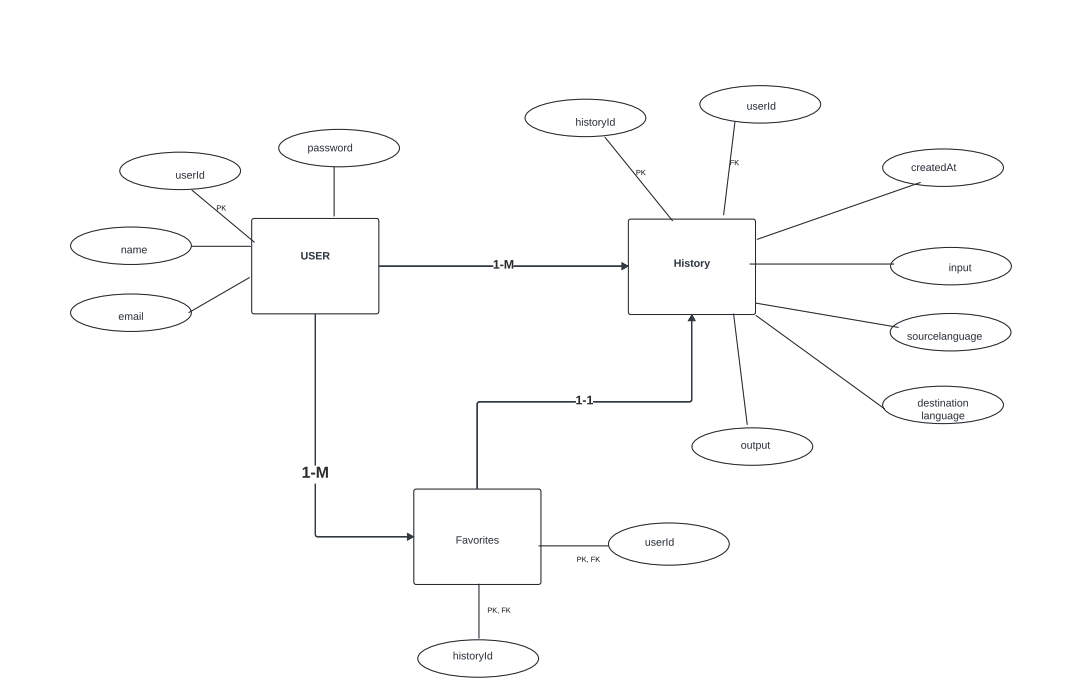 userId
historyId
password
FK
createdAt
PK
userId
PK
name
USER
History
1-M
input
email
sourcelanguage
1-1
destination
language
output
1-M
Favorites
userId
PK, FK
PK, FK
historyId